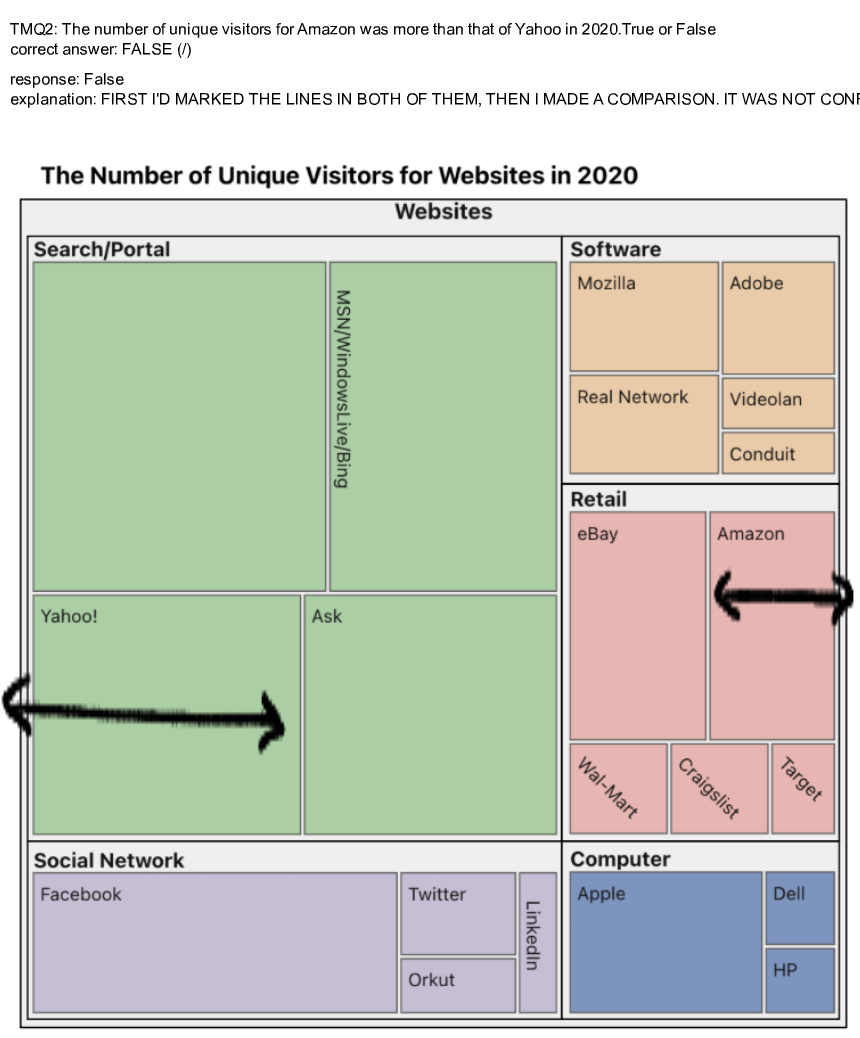 TMQ2: The number of unique visitors for Amazon was more than that of Yahoo in 2020.True or False
correct answer: FALSE (/)
response: False
explanation: FIRST I'D MARKED THE LINES IN BOTH OF THEM, THEN I MADE A COMPARISON. IT WAS NOT
The Number of Unique Visitors for Websites in 2020
Websites
Search/Portal
MSN/WindowsLive/Bing
Yahoo!
Ask
Software
Mozilla
Adobe
Real Network
Videolan
Conduit
Retail
eBay
Amazon
Wal-Mart
Craigslist
Target
Social Network
Facebook
Twitter
Orkut
LinkedIn
Computer
Apple
Dell
HP